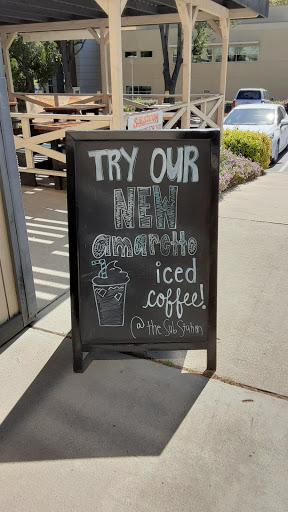 TRY OUR
NEW
amaretto
iced
coffee!
@ the Sub Station